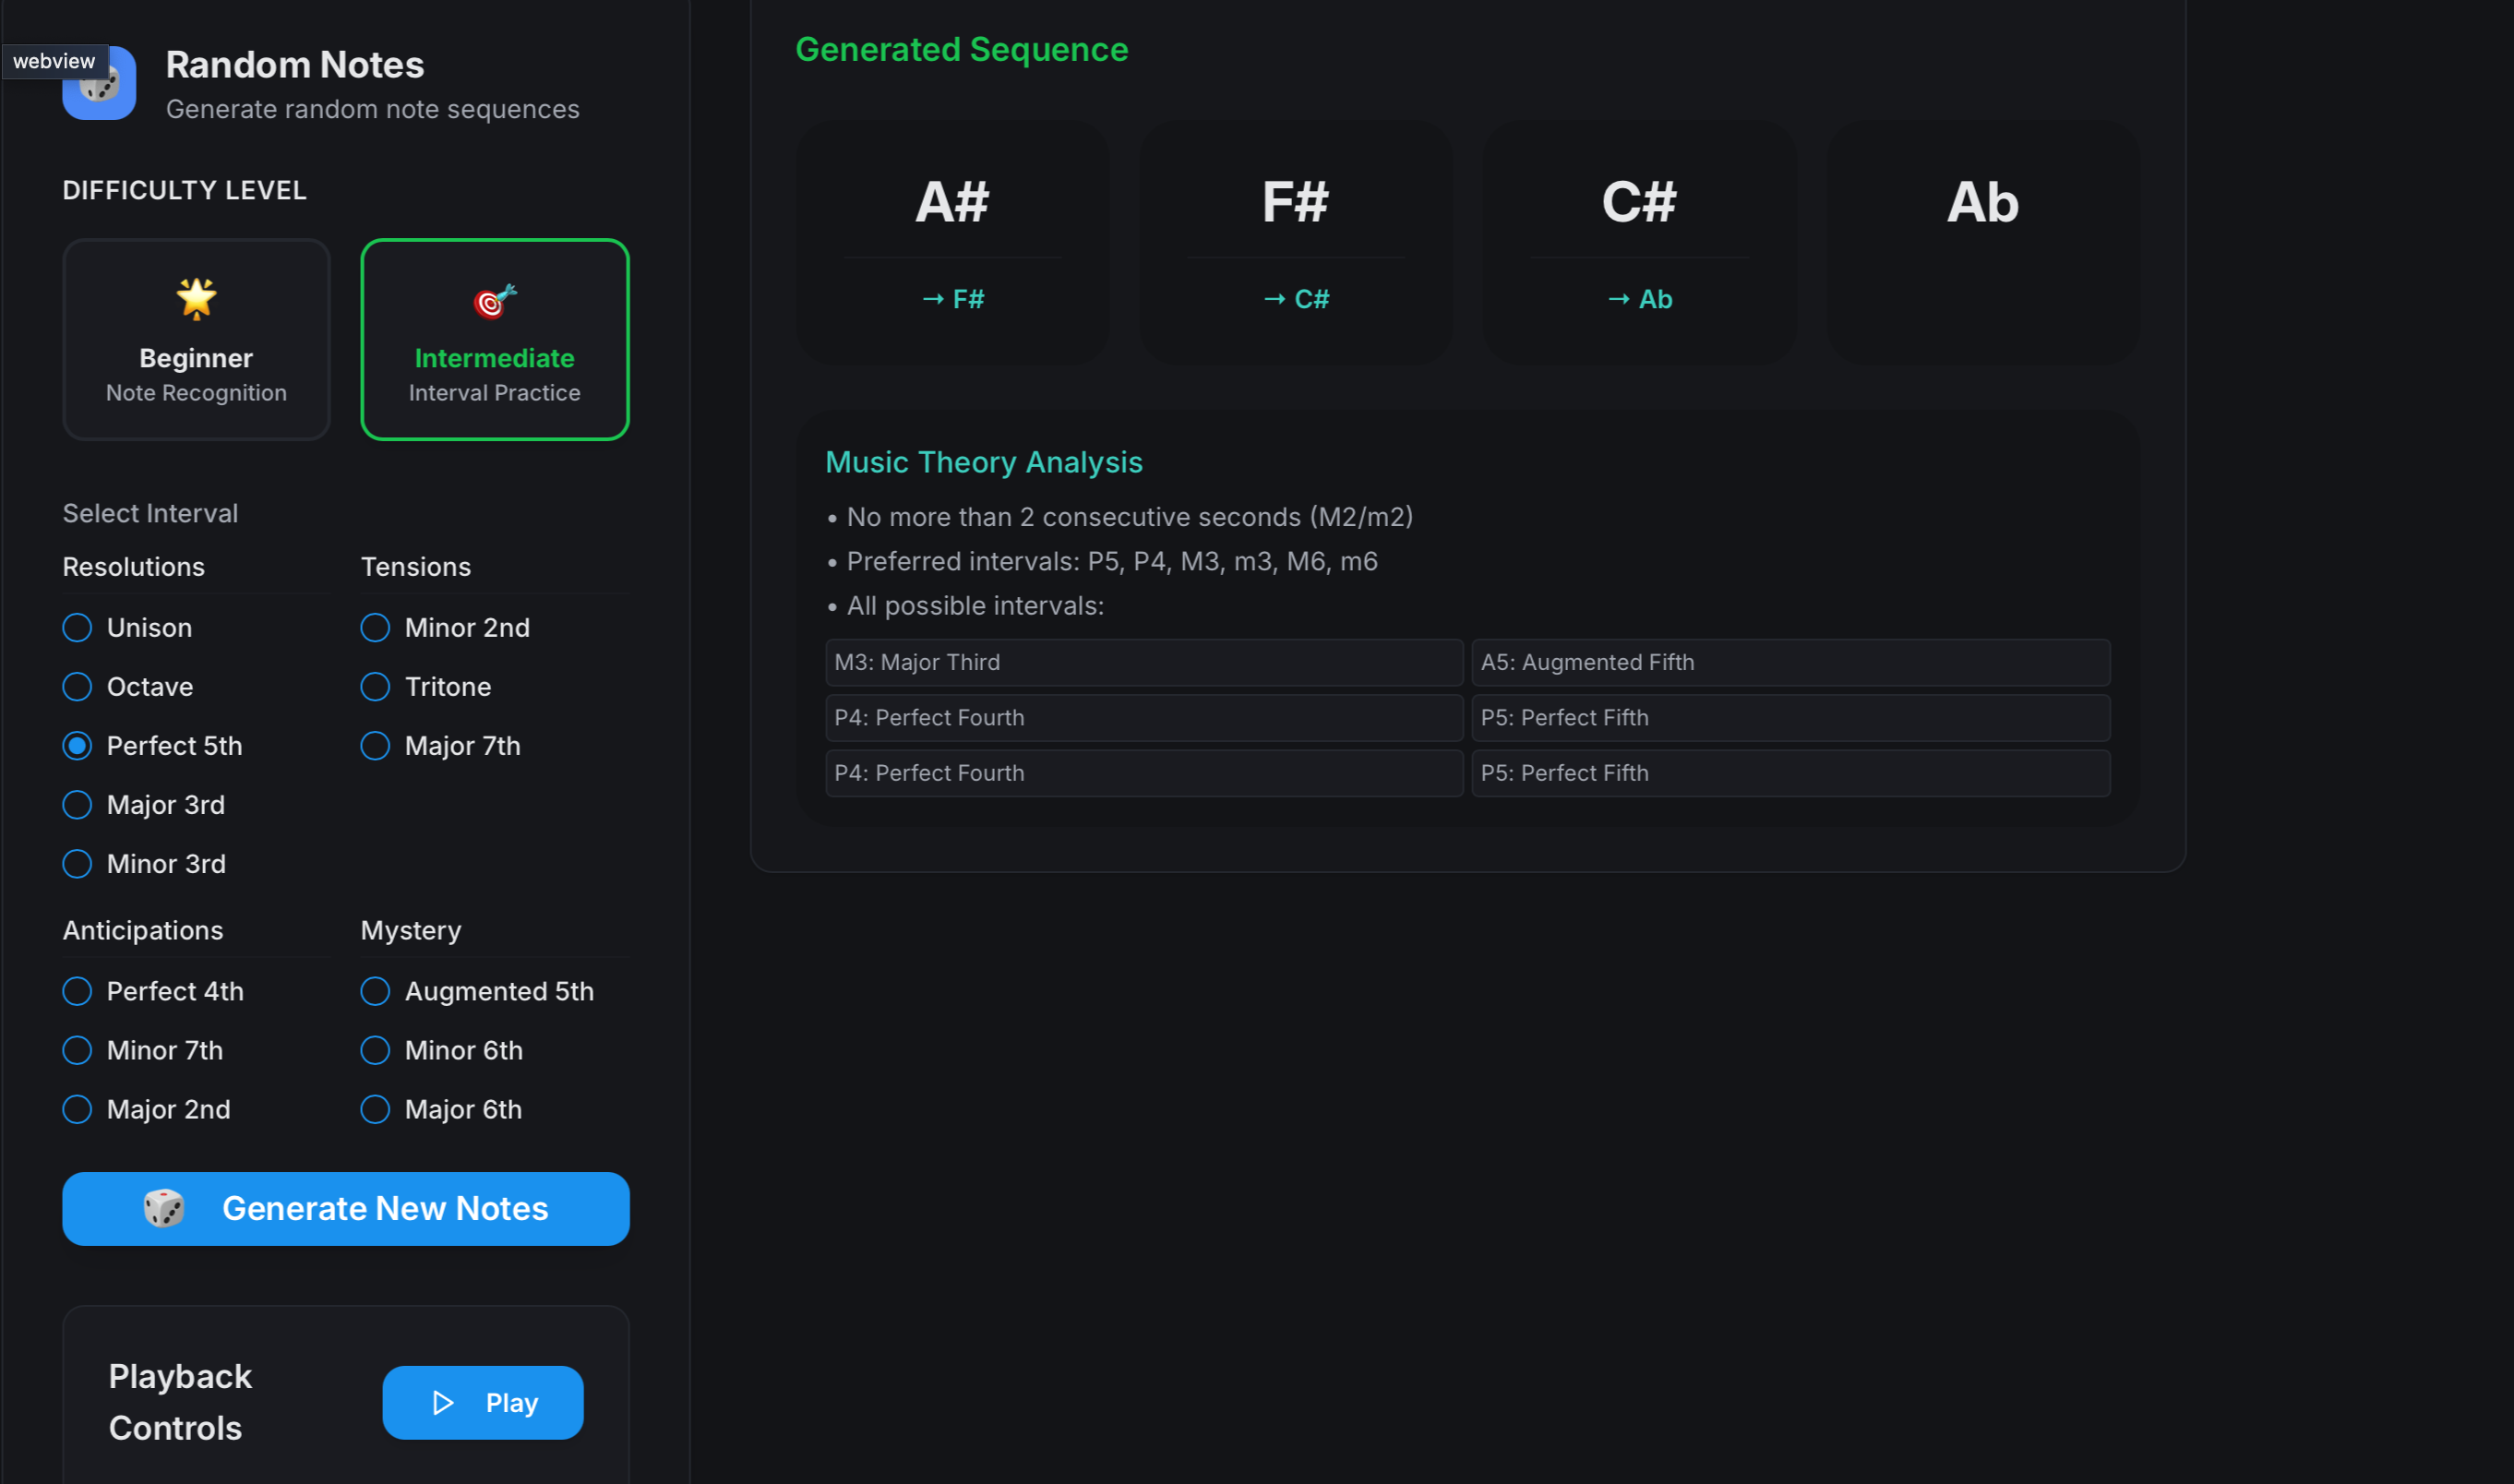 webview
Random Notes
Generate random note sequences
DIFFICULTY LEVEL
Beginner
Note Recognition
Intermediate
Interval Practice
Select Interval
Resolutions
Unison
Octave
Perfect 5th
Major 3rd
Minor 3rd
Tensions
Minor 2nd
Tritone
Major 7th
Anticipations
Perfect 4th
Minor 7th
Major 2nd
Mystery
Augmented 5th
Minor 6th
Major 6th
Generate New Notes
Playback
Controls
Play
Generated Sequence
A#
→ F#
F#
→ C#
C#
→ Ab
Ab
Music Theory Analysis
• No more than 2 consecutive seconds (M2/m2)
• Preferred intervals: P5, P4, M3, m3, M6, m6
• All possible intervals:
M3: Major Third
A5: Augmented Fifth
P4: Perfect Fourth
P5: Perfect Fifth
P4: Perfect Fourth
P5: Perfect Fifth